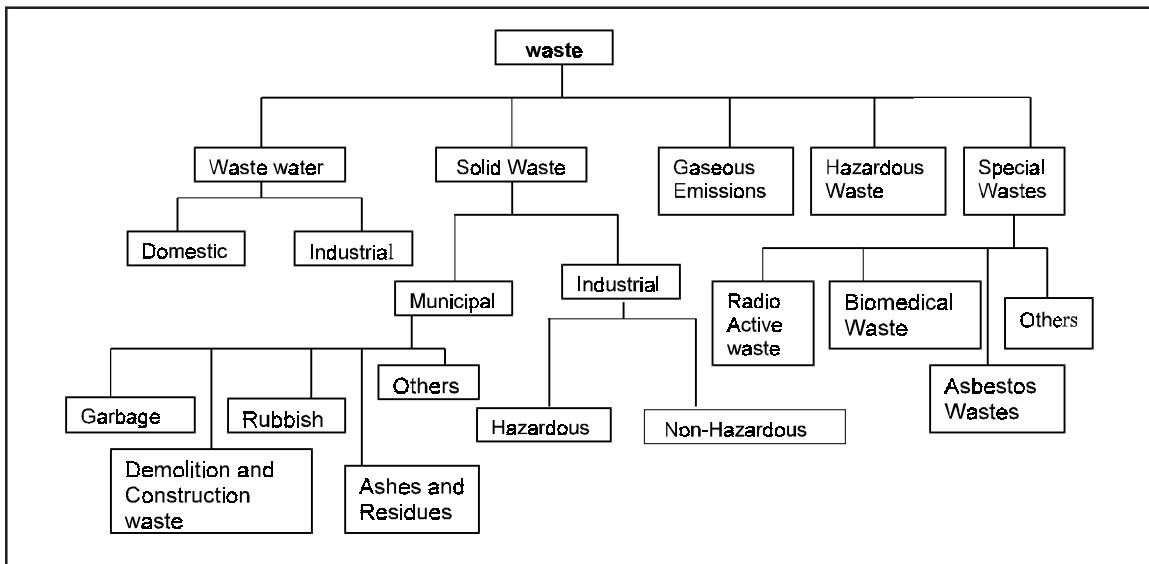 waste
Waste water
Solid Waste
Gaseous
Emissions
Hazardous
Waste
Special
Wastes
Domestic
Industrial
Municipal
Industrial
Radio
Active
waste
Biomedical
Waste
Others
Garbage
Rubbish
Others
Hazardous
Non-Hazardous
Asbestos
Wastes
Demolition and
Construction
waste
Ashes and
Residues